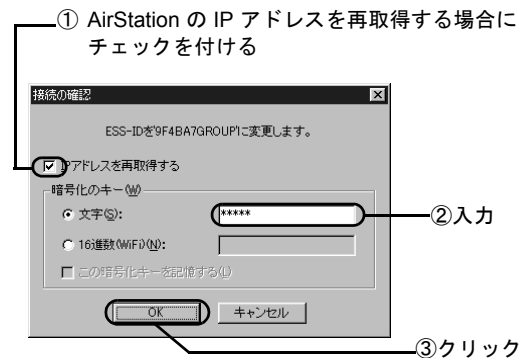 ① AirStation の IP アドレスを再取得する場合に
チェックを付ける
接続の確認
ESS-IDを'9F4BA7GROUP'に変更します。
IPアドレスを再取得する
暗号化のキー(W)
文字(S):
*****
②入力
16進数(WiFi)(N):
この暗号化キーを記憶する(L)
OK
キャンセル
③クリック